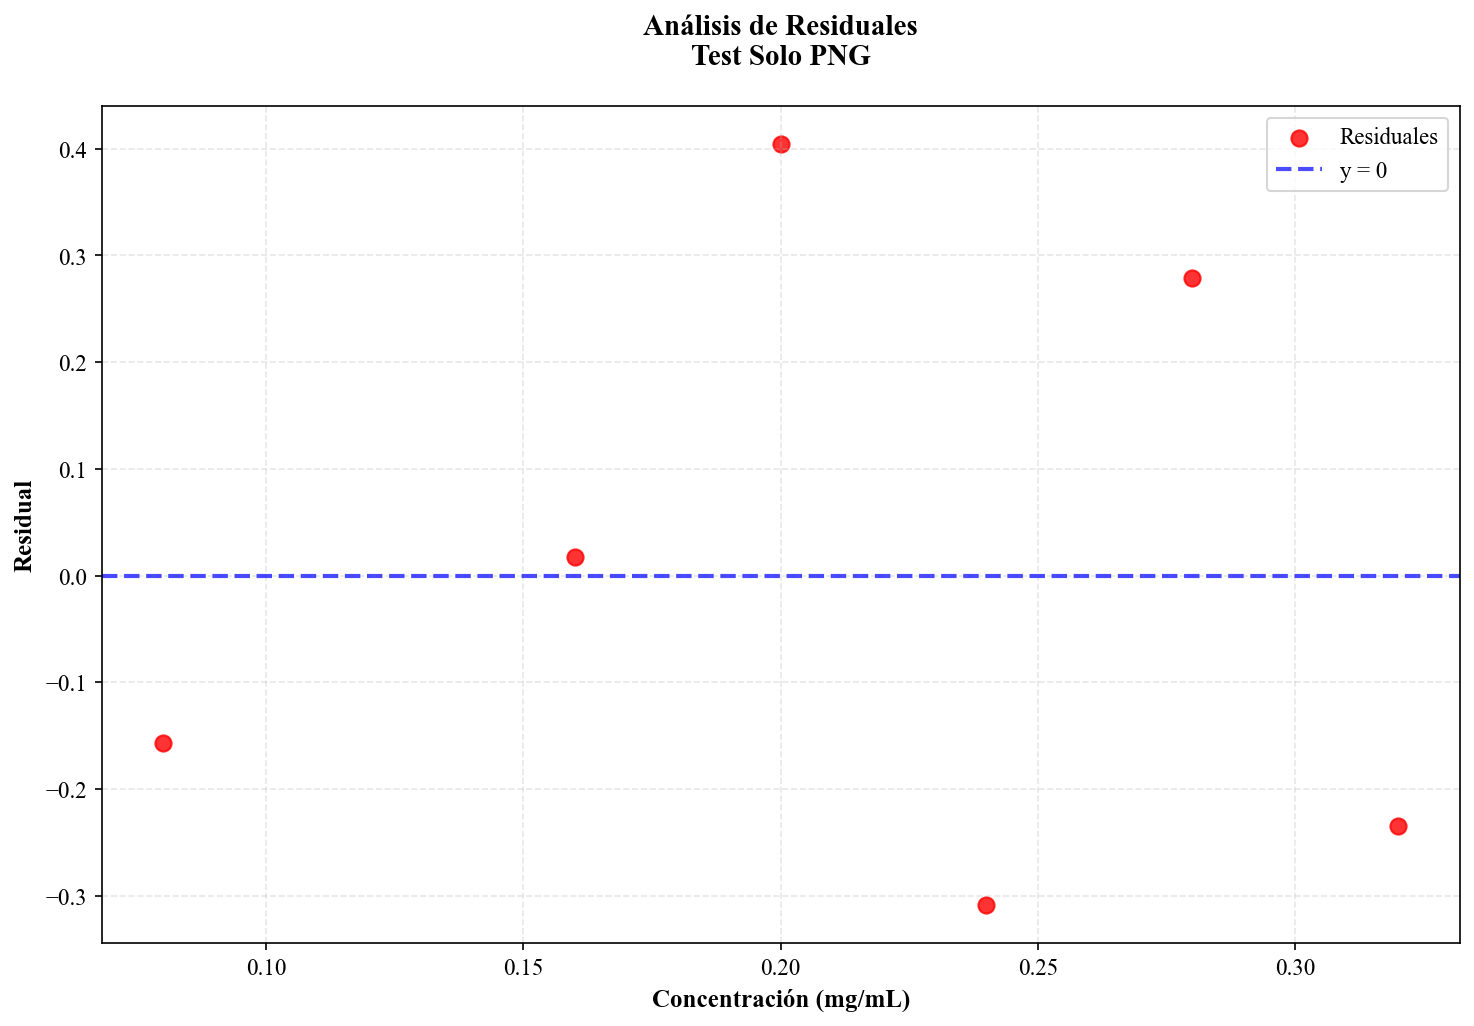 Análisis de Residuales
Test Solo PNG
Residuales
y = 0
0.4
0.3
0.2
0.1
0.0
−0.1
−0.2
−0.3
Residual
0.10
0.15
0.20
0.25
0.30
Concentración (mg/mL)